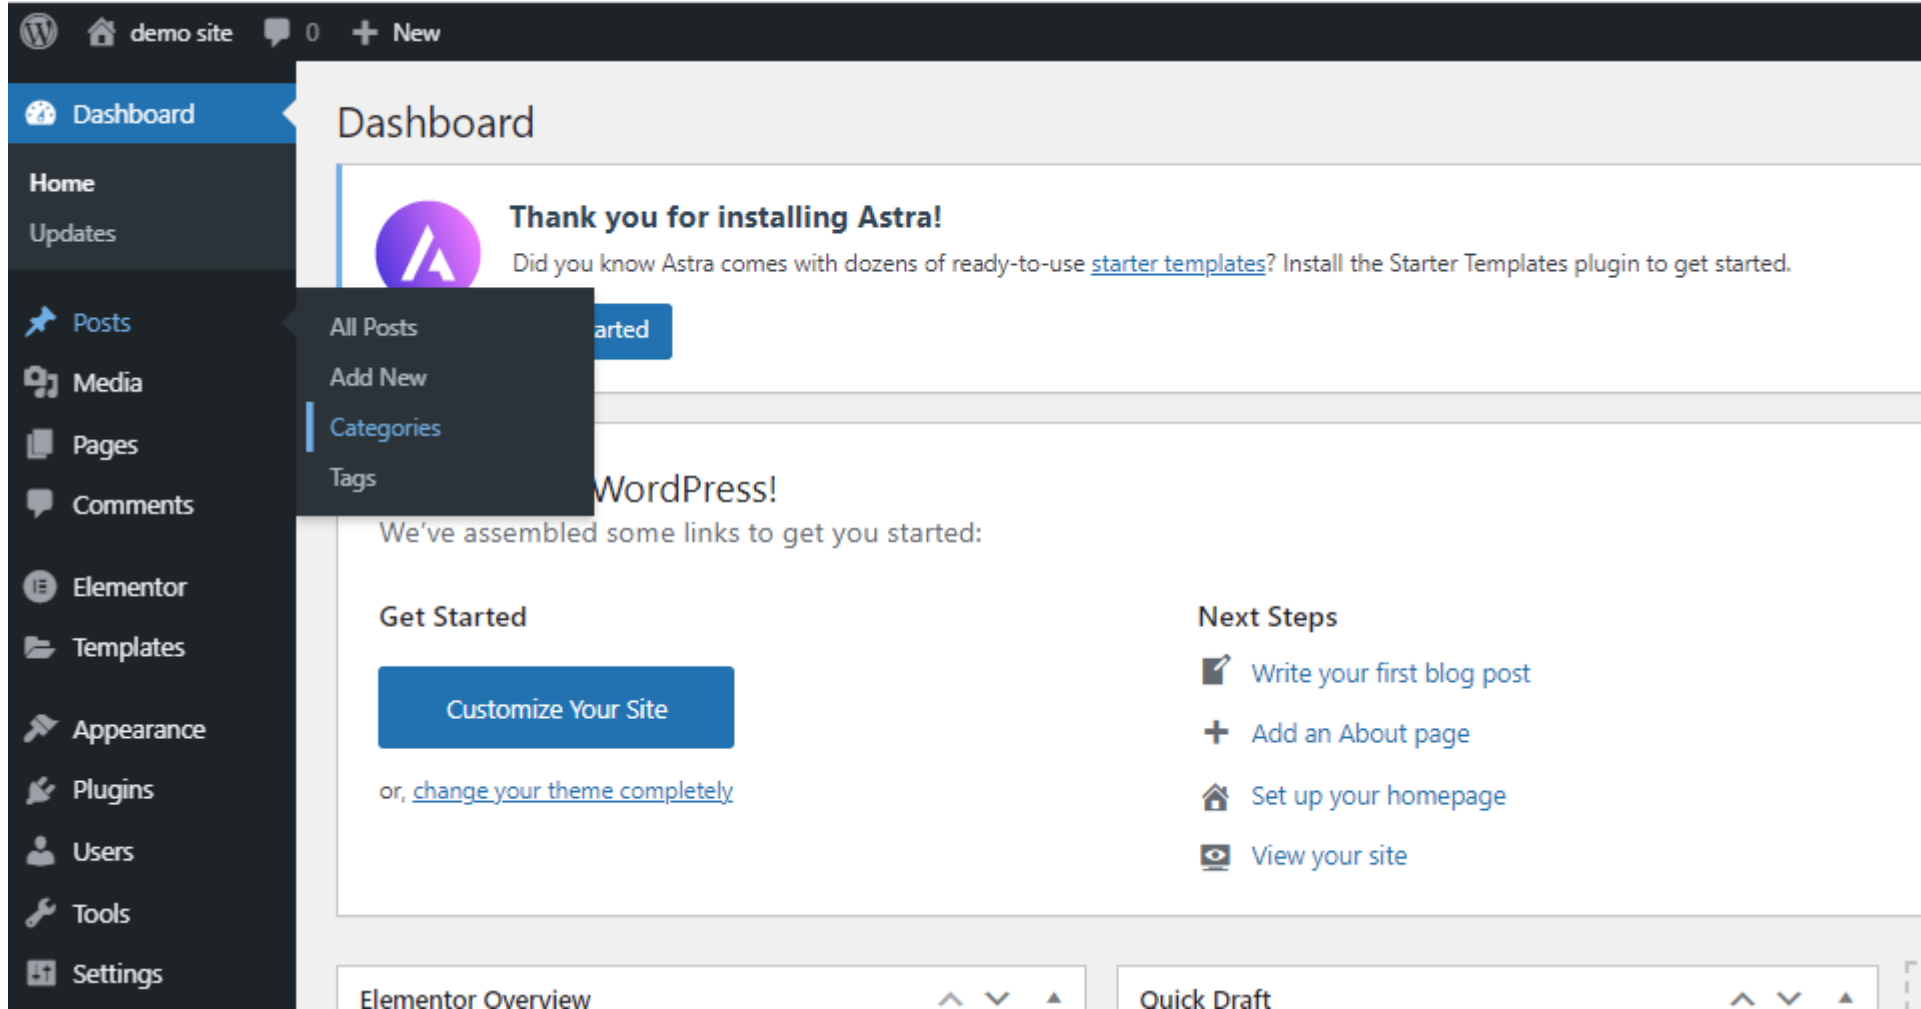 demo site 0 New
Dashboard
Home
Updates
Posts
Media
Pages
Comments
Elementor
Templates
Appearance
Plugins
Users
Tools
Settings
All Posts
Add New
Categories
Tags
Dashboard
Thank you for installing Astra!
Did you know Astra comes with dozens of ready-to-use starter templates? Install the Starter Templates plugin to get started.
arted
WordPress!
We've assembled some links to get you started:
Get Started
Customize Your Site
or, change your theme completely
Next Steps
Write your first blog post
Add an About page
Set up your homepage
View your site
Elementor Overview
Quick Draft